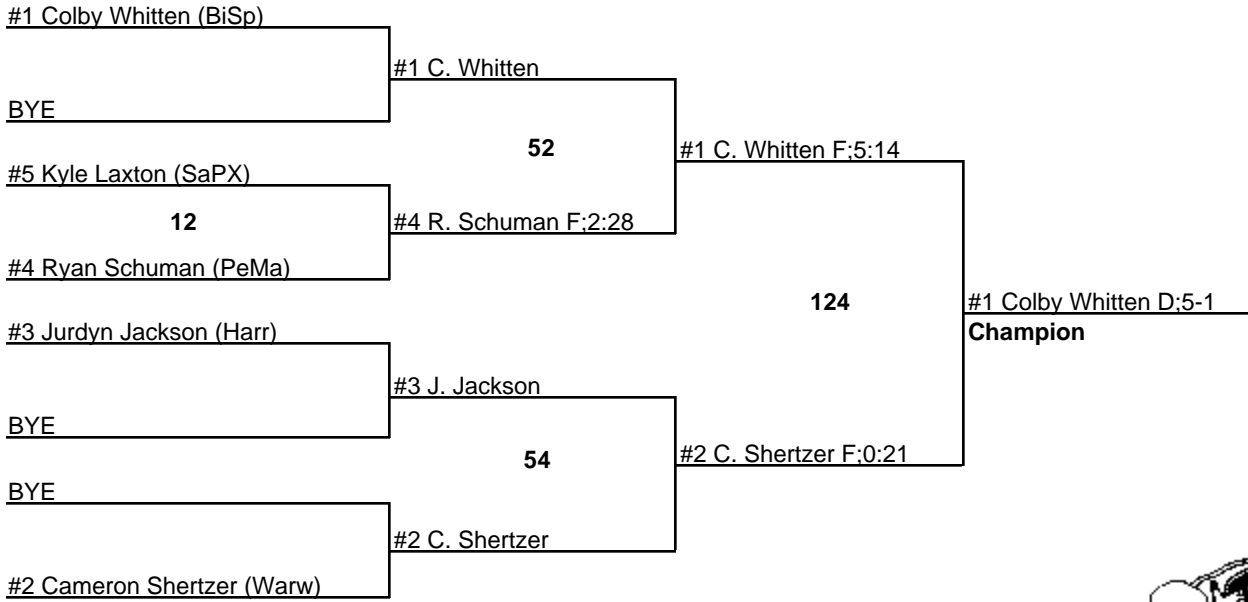 #1 Colby Whitten (BiSp)
#1 C. Whitten
BYE
52
#1 C. Whitten F;5:14
#5 Kyle Laxton (SaPX)
12
#4 R. Schuman F;2:28
#4 Ryan Schuman (PeMa)
124
#1 Colby Whitten D;5-1
Champion
#3 Jurdyn Jackson (Harr)
#3 J. Jackson
BYE
54
#2 C. Shertzer F;0:21
BYE
#2 C. Shertzer
#2 Cameron Shertzer (Warw)